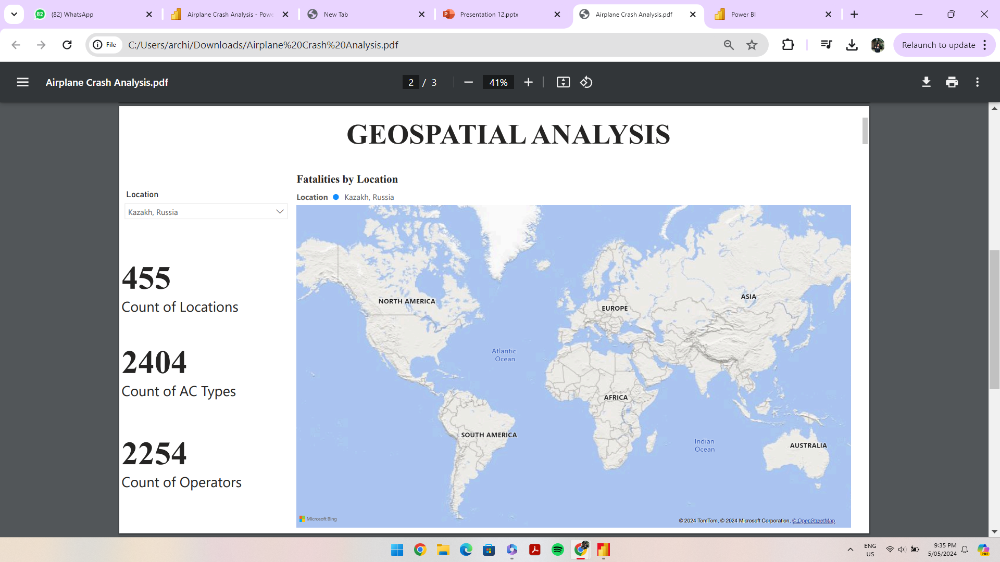 (82) WhatsApp
Airplane Crash Analysis - Powe
New Tab
Presentation 12.pptx
Airplane Crash Analysis.pdf
Power BI
File
C:/Users/archi/Downloads/Airplane%20Crash%20Analysis.pdf
Relaunch to update
Airplane Crash Analysis.pdf
2 / 3
41%
GEOSPATIAL ANALYSIS
Fatalities by Location
Location Kazakh, Russia
Location
Kazakh, Russia
455
Count of Locations
2404
Count of AC Types
2254
Count of Operators
NORTH AMERICA
EUROPE
ASIA
Atlantic
Ocean
AFRICA
SOUTH AMERICA
Indian
Ocean
AUSTRALIA
Microsoft Bing
© 2024 TomTom, © 2024 Microsoft Corporation, © OpenStreetMap
ENG
US
9:35 PM
5/05/2024
PRE